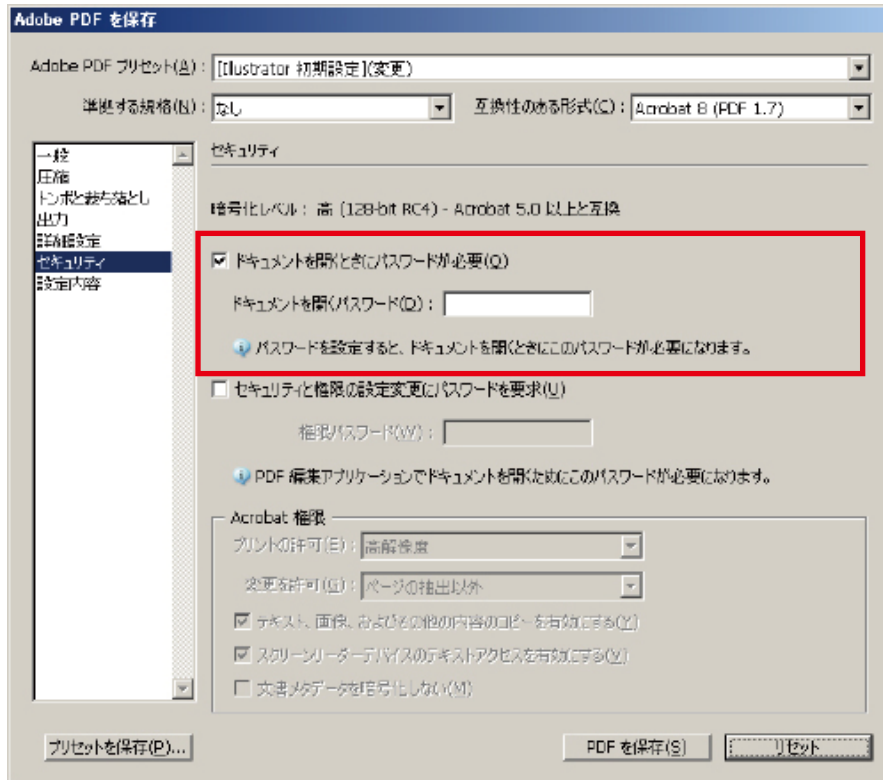 Adobe PDF を保存
Adobe PDF プリセット(A)： [Illustrator 初期設定](変更)
準拠する規格(N)： なし 互換性のある形式(C)： Acrobat 8 (PDF 1.7)
一般
圧縮
トンボと裁ち落とし
出力
詳細設定
セキュリティ
設定内容
セキュリティ
暗号化レベル： 高 (128-bit RC4) - Acrobat 5.0 以上と互換
ドキュメントを開くときにパスワードが必要(O)
ドキュメントを開くパスワード(D)：
パスワードを設定すると、ドキュメントを開くときにこのパスワードが必要になります。
セキュリティと権限の設定変更にパスワードを要求(U)
権限パスワード(W)：
PDF 編集アプリケーションでドキュメントを開くためにこのパスワードが必要になります。
Acrobat 権限
プリントの許可(E)： 高解像度
変更を許可(G)： ページの抽出以外
テキスト、画像、およびその他の内容のコピーを有効にする(Y)
スクリーンリーダーデバイスのテキストアクセスを有効にする(V)
文書メタデータを暗号化しない(M)
プリセットを保存(P)... PDF を保存(S) リセット